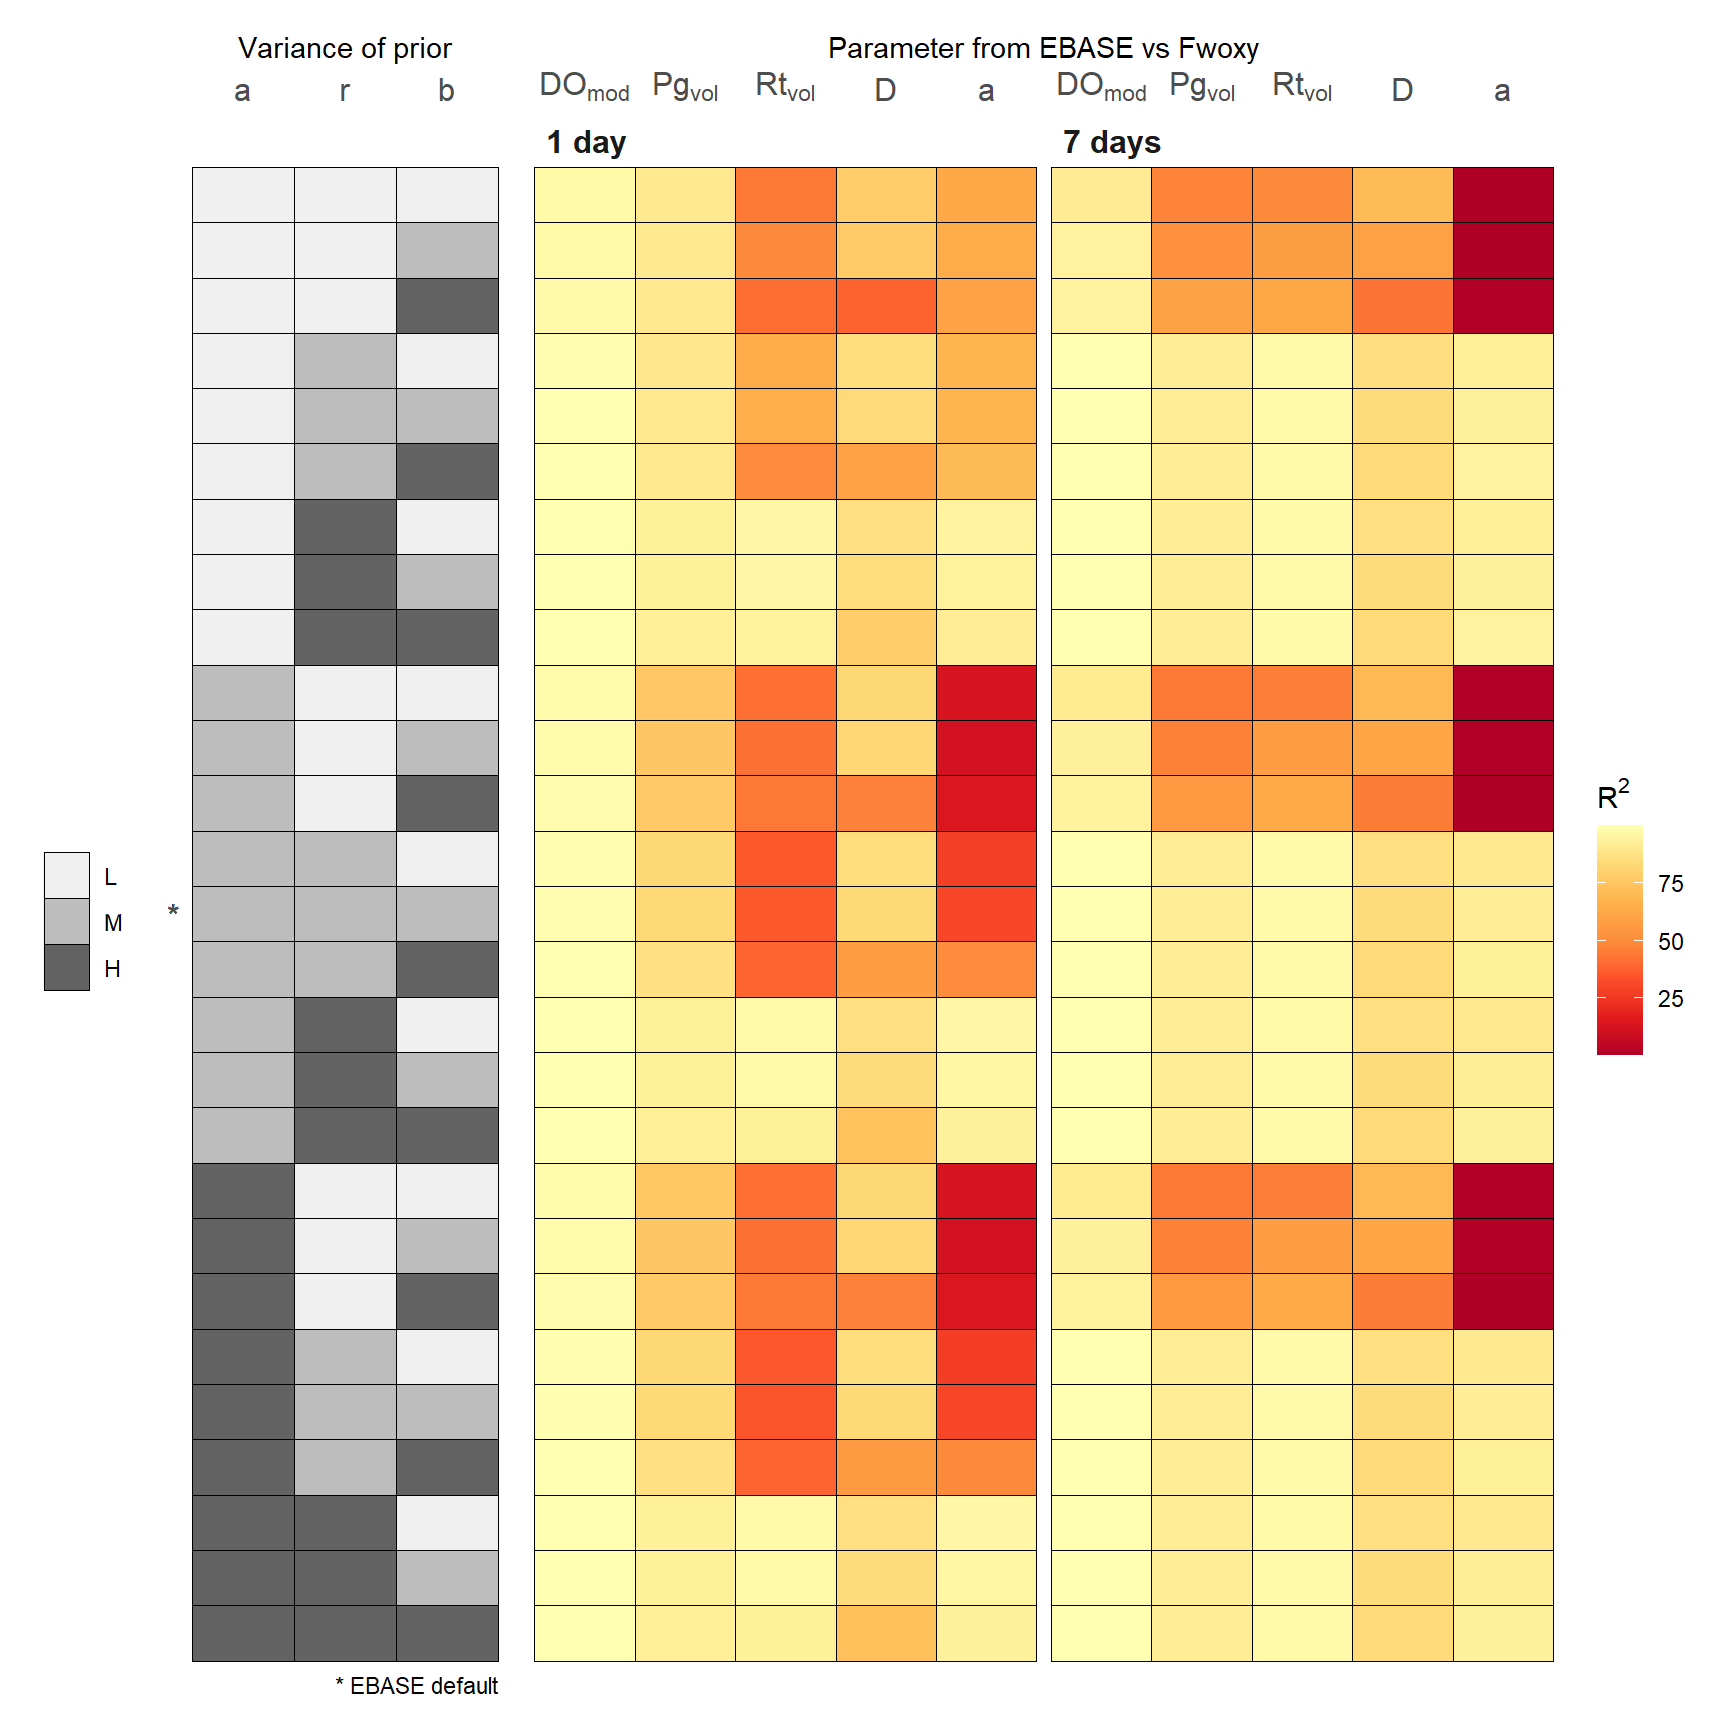 Variance of prior
Parameter from EBASE vs Fwoxy
a r b
DOmod Pgvol Rtvol D a
DOmod Pgvol Rtvol D a
1 day
7 days
L
M
H
*
R2
75
50
25
* EBASE default